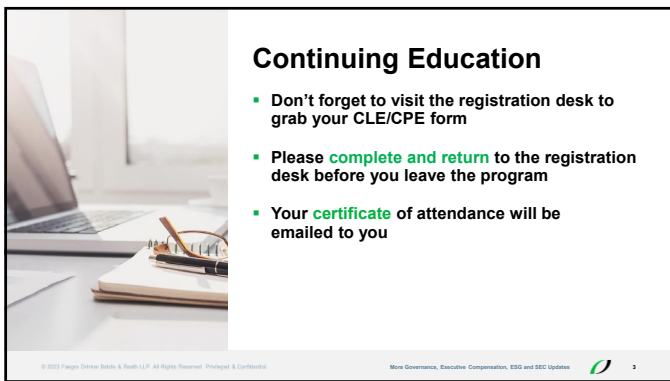 Continuing Education
▪ Don't forget to visit the registration desk to
grab your CLE/CPE form
▪ Please complete and return to the registration
desk before you leave the program
▪ Your certificate of attendance will be
emailed to you
© 2023 Faegre Drinker Biddle & Reath LLP. All Rights Reserved. Privileged & Confidential.
More Governance, Executive Compensation, ESG and SEC Updates
3